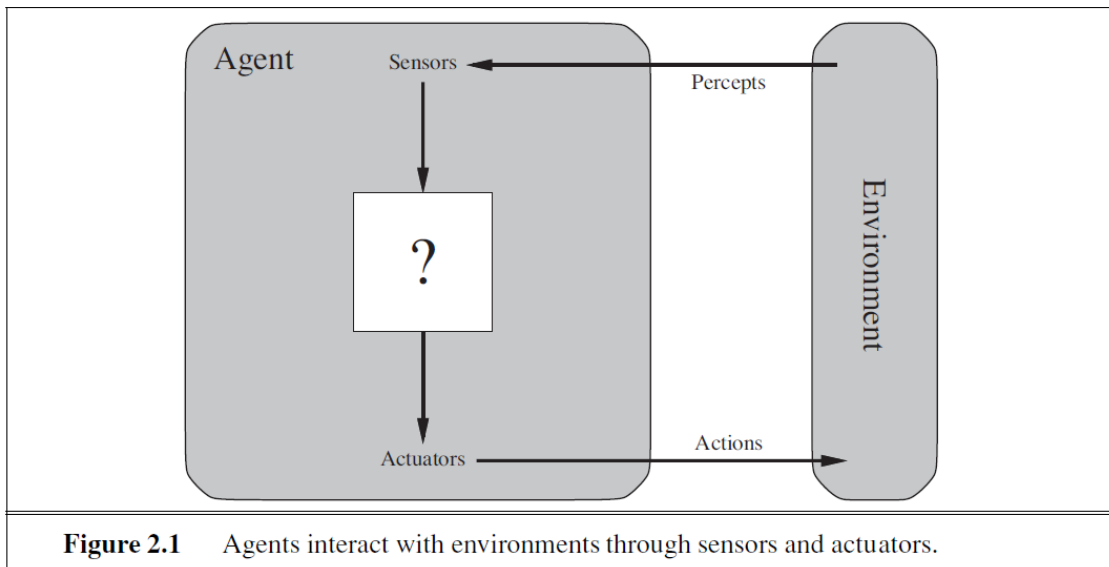 Agent
Sensors
Percepts
?
Environment
Actuators
Actions
Figure 2.1 Agents interact with environments through sensors and actuators.